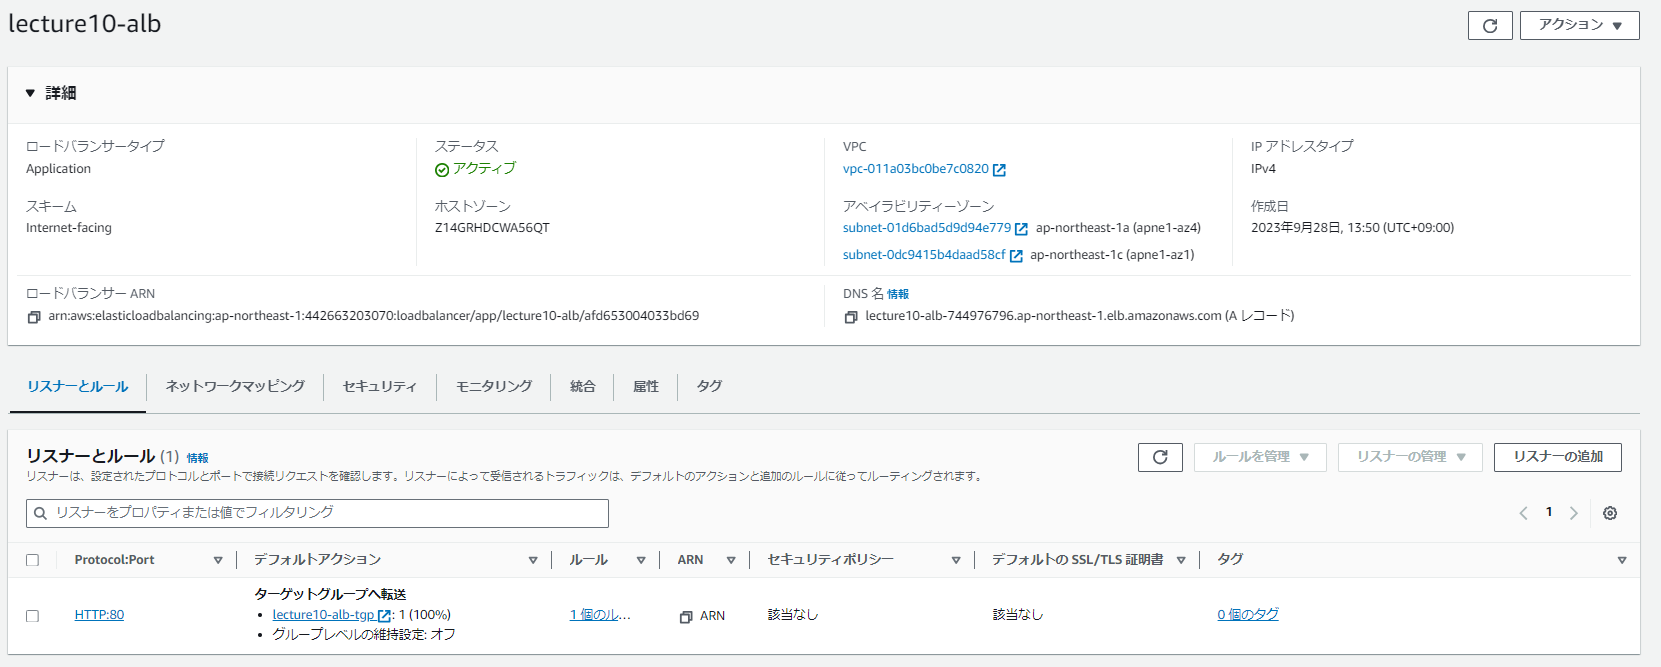 lecture10-alb
アクション
詳細
ロードバランサータイプ
Application
ステータス
アクティブ
VPC
vpc-011a03bc0be7c0820
IP アドレスタイプ
IPv4
スキーム
Internet-facing
ホストゾーン
Z14GRHDCWA56QT
アベイラビリティーゾーン
subnet-01d6bad5d9d94e779 ap-northeast-1a (apne1-az4)
subnet-0dc9415b4daad58cf ap-northeast-1c (apne1-az1)
作成日
2023年9月28日, 13:50 (UTC+09:00)
ロードバランサー ARN
arn:aws:elasticloadbalancing:ap-northeast-1:442663203070:loadbalancer/app/lecture10-alb/afd653004033bd69
DNS 名 情報
lecture10-alb-744976796.ap-northeast-1.elb.amazonaws.com (A レコード)
リスナーとルール ネットワークマッピング セキュリティ モニタリング 統合 属性 タグ
リスナーとルール (1) 情報
リスナーは、設定されたプロトコルとポートで接続リクエストを確認します。リスナーによって受信されるトラフィックは、デフォルトのアクションと追加のルールに従ってルーティングされます。
ルールを管理 リスナーの管理 リスナーの追加
リスナーをプロパティまたは値でフィルタリング
1
Protocol:Port デフォルトアクション ルール ARN セキュリティポリシー デフォルトの SSL/TLS 証明書 タグ
ターゲットグループへ転送
HTTP:80 • lecture10-alb-tgp: 1 (100%) 1 個のル... ARN 該当なし 該当なし 0 個のタグ
• グループレベルの維持設定: オフ